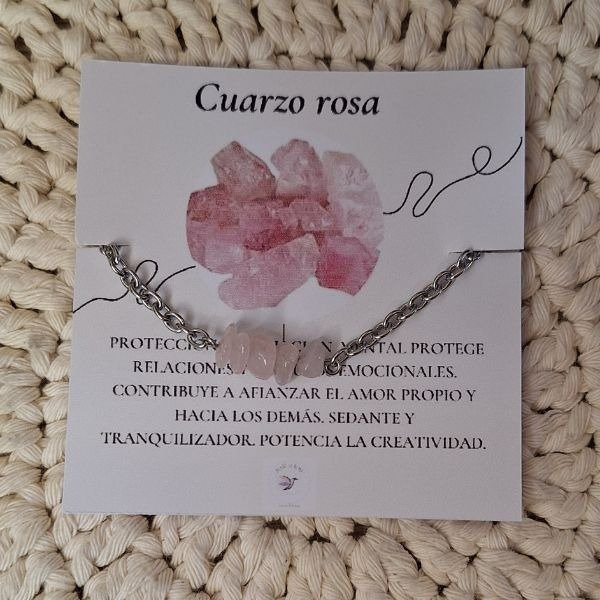 Cuarzo rosa
PROTECCIÓN MENTAL PROTEGE
RELACIONES EMOCIONALES.
CONTRIBUYE A AFIANZAR EL AMOR PROPIO Y
HACIA LOS DEMÁS. SEDANTE Y
TRANQUILIZADOR. POTENCIA LA CREATIVIDAD.